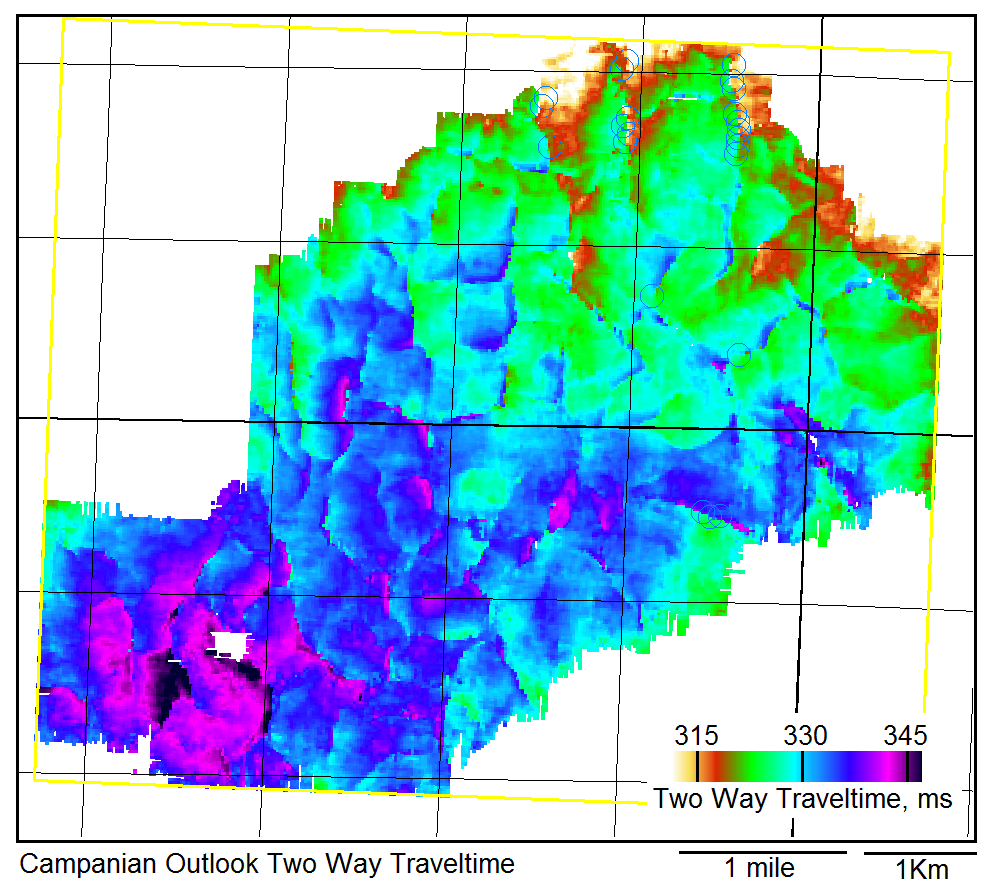 315 330 345
Two Way Traveltime, ms
Campanian Outlook Two Way Traveltime
1 mile
1Km